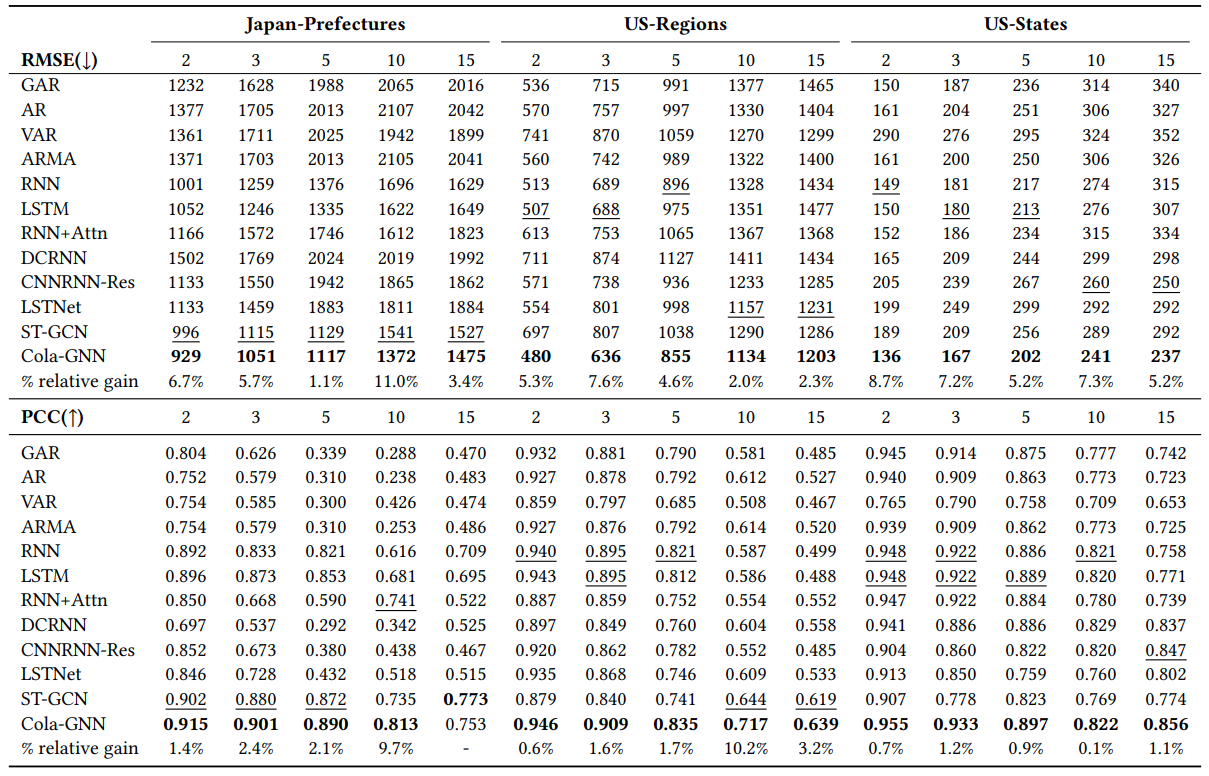 Japan-Prefectures US-Regions US-States
RMSE(↓) 2 3 5 10 15 2 3 5 10 15 2 3 5 10 15
GAR 1232 1628 1988 2065 2016 536 715 991 1377 1465 150 187 236 314 340
AR 1377 1705 2013 2107 2042 570 757 997 1330 1404 161 204 251 306 327
VAR 1361 1711 2025 1942 1899 741 870 1059 1270 1299 290 276 295 324 352
ARMA 1371 1703 2013 2105 2041 560 742 989 1322 1400 161 200 250 306 326
RNN 1001 1259 1376 1696 1629 513 689 896 1328 1434 149 181 217 274 315
LSTM 1052 1246 1335 1622 1649 507 688 975 1351 1477 150 180 213 276 307
RNN+Attn 1166 1572 1746 1612 1823 613 753 1065 1367 1368 152 186 234 315 334
DCRNN 1502 1769 2024 2019 1992 711 874 1127 1411 1434 165 209 244 299 298
CNNRNN-Res 1133 1550 1942 1865 1862 571 738 936 1233 1285 205 239 267 260 250
LSTNet 1133 1459 1883 1811 1884 554 801 998 1157 1231 199 249 299 292 292
ST-GCN 996 1115 1129 1541 1527 697 807 1038 1290 1286 189 209 256 289 292
Cola-GNN 929 1051 1117 1372 1475 480 636 855 1134 1203 136 167 202 241 237
% relative gain 6.7% 5.7% 1.1% 11.0% 3.4% 5.3% 7.6% 4.6% 2.0% 2.3% 8.7% 7.2% 5.2% 7.3% 5.2%
PCC(↑) 2 3 5 10 15 2 3 5 10 15 2 3 5 10 15
GAR 0.804 0.626 0.339 0.288 0.470 0.932 0.881 0.790 0.581 0.485 0.945 0.914 0.875 0.777 0.742
AR 0.752 0.579 0.310 0.238 0.483 0.927 0.878 0.792 0.612 0.527 0.940 0.909 0.863 0.773 0.723
VAR 0.754 0.585 0.300 0.426 0.474 0.859 0.797 0.685 0.508 0.467 0.765 0.790 0.758 0.709 0.653
ARMA 0.754 0.579 0.310 0.253 0.486 0.927 0.876 0.792 0.614 0.520 0.939 0.909 0.862 0.773 0.725
RNN 0.892 0.833 0.821 0.616 0.709 0.940 0.895 0.821 0.587 0.499 0.948 0.922 0.886 0.821 0.758
LSTM 0.896 0.873 0.853 0.681 0.695 0.943 0.895 0.812 0.586 0.488 0.948 0.922 0.889 0.820 0.771
RNN+Attn 0.850 0.668 0.590 0.741 0.522 0.887 0.859 0.752 0.554 0.552 0.947 0.922 0.884 0.780 0.739
DCRNN 0.697 0.537 0.292 0.342 0.525 0.897 0.849 0.760 0.604 0.558 0.941 0.886 0.886 0.829 0.837
CNNRNN-Res 0.852 0.673 0.380 0.438 0.467 0.920 0.862 0.782 0.552 0.485 0.904 0.860 0.822 0.820 0.847
LSTNet 0.846 0.728 0.432 0.518 0.515 0.935 0.868 0.746 0.609 0.533 0.913 0.850 0.759 0.760 0.802
ST-GCN 0.902 0.880 0.872 0.735 0.773 0.879 0.840 0.741 0.644 0.619 0.907 0.778 0.823 0.769 0.774
Cola-GNN 0.915 0.901 0.890 0.813 0.753 0.946 0.909 0.835 0.717 0.639 0.955 0.933 0.897 0.822 0.856
% relative gain 1.4% 2.4% 2.1% 9.7% - 0.6% 1.6% 1.7% 10.2% 3.2% 0.7% 1.2% 0.9% 0.1% 1.1%